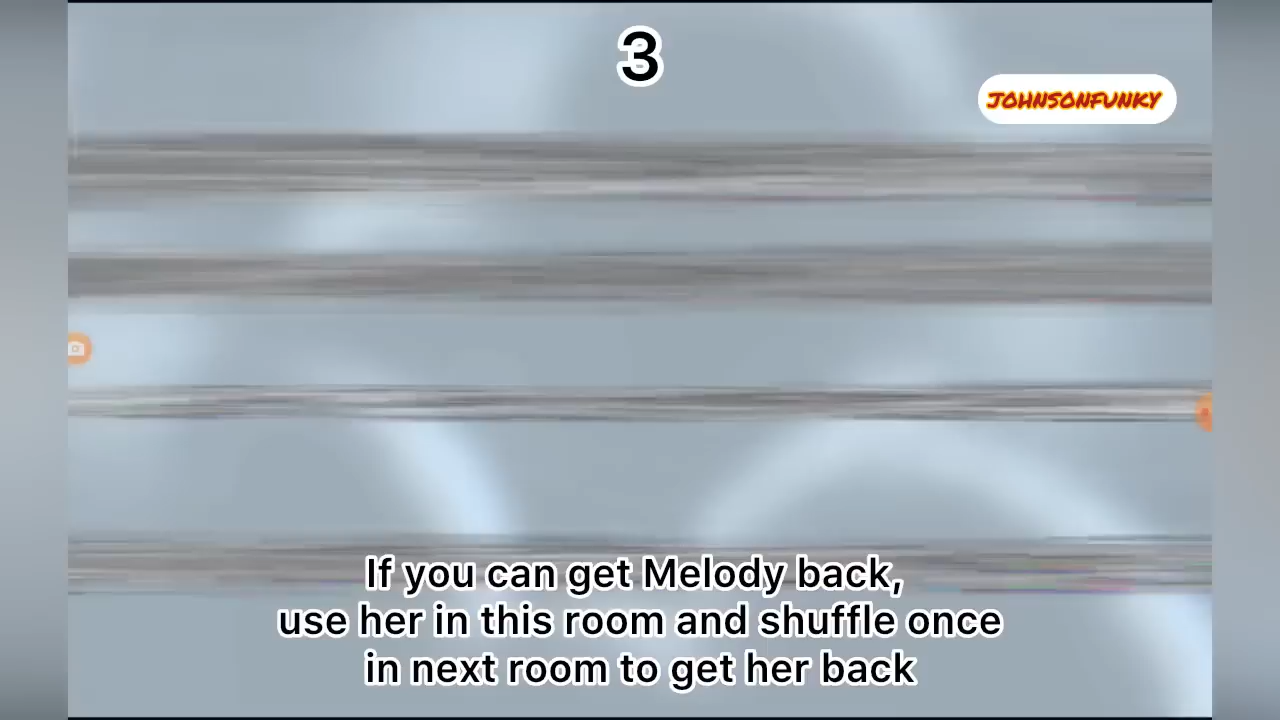 3
JOHNSONFUNKY
If you can get Melody back,
use her in this room and shuffle once
in next room to get her back